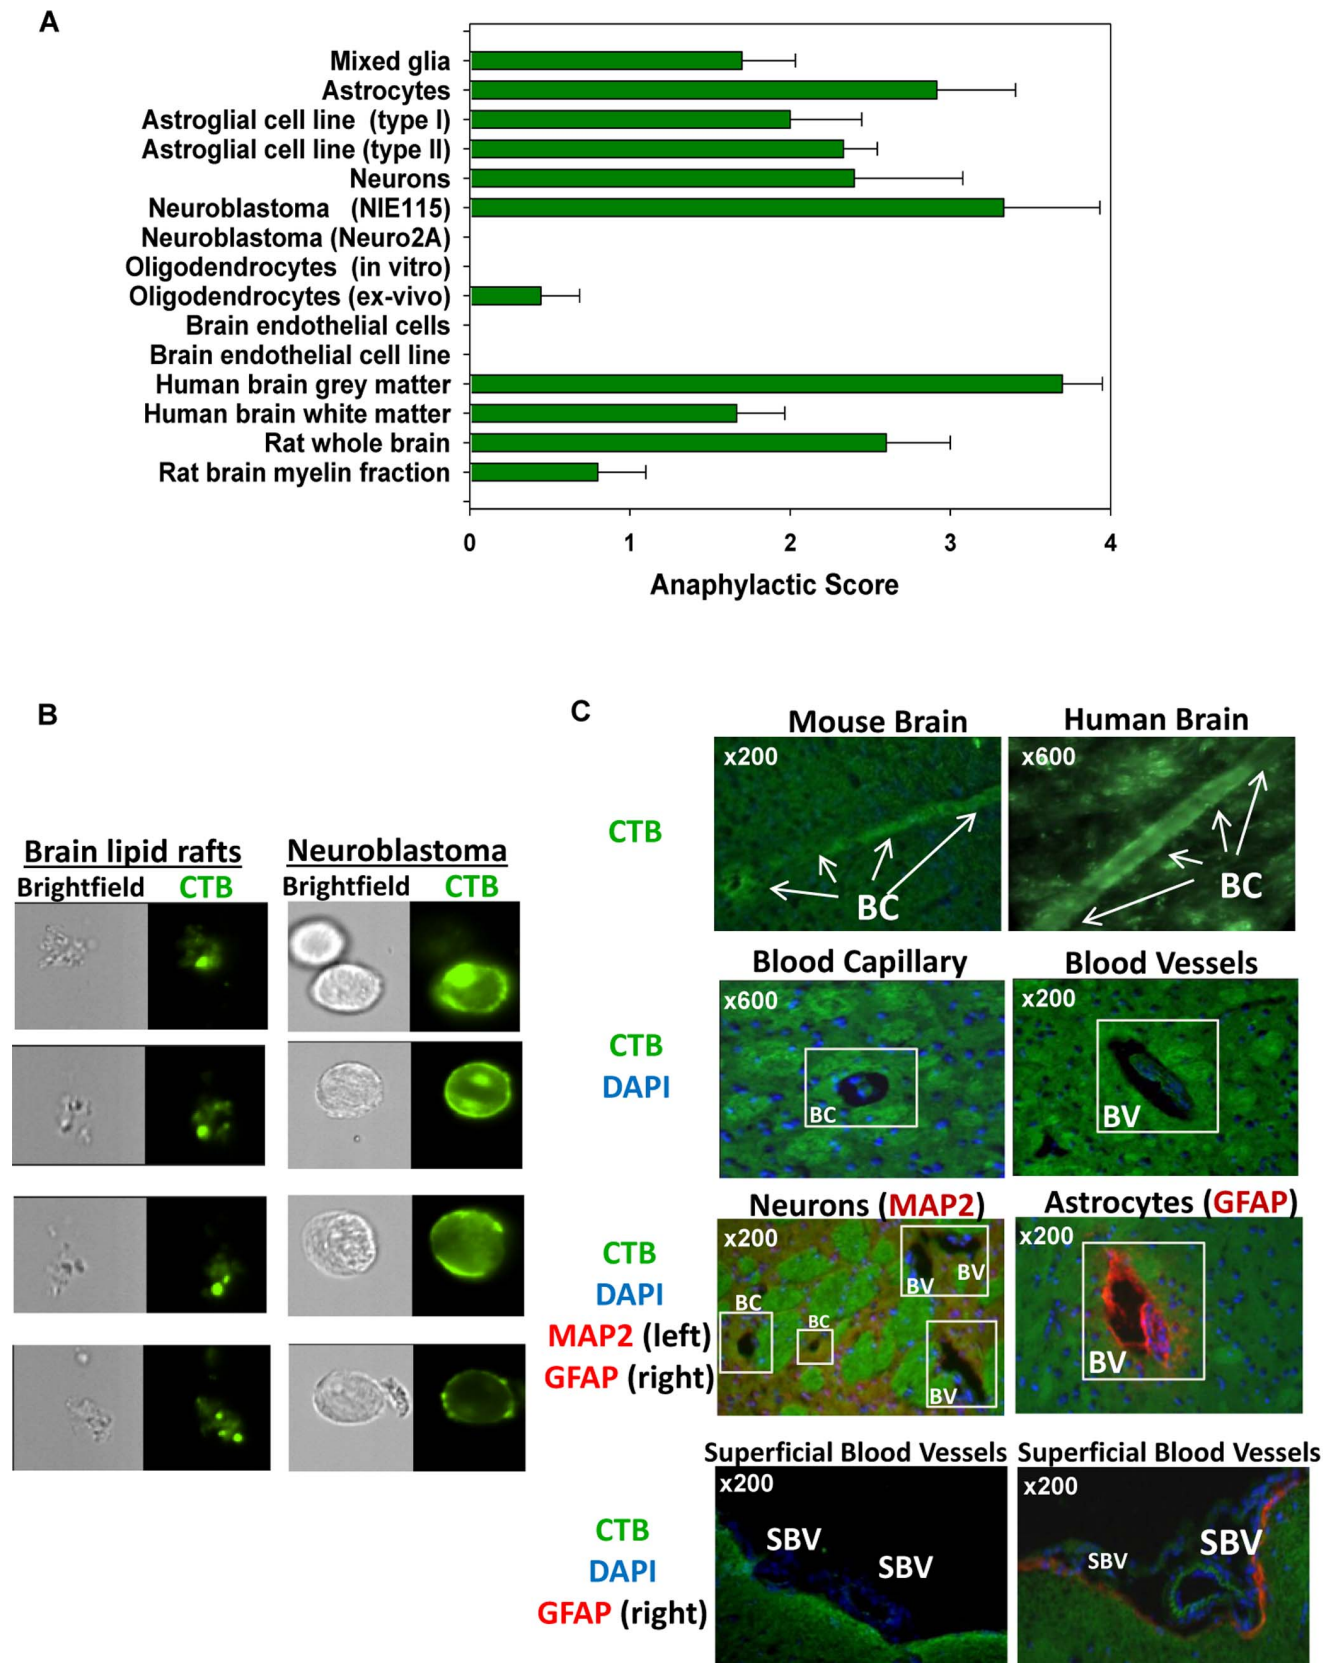 A
Mixed glia
Astrocytes
Astroglial cell line (type I)
Astroglial cell line (type II)
Neurons
Neuroblastoma (NIE115)
Neuroblastoma (Neuro2A)
Oligodendrocytes (in vitro)
Oligodendrocytes (ex-vivo)
Brain endothelial cells
Brain endothelial cell line
Human brain grey matter
Human brain white matter
Rat whole brain
Rat brain myelin fraction
0 1 2 3 4
Anaphylactic Score
B
Brain lipid rafts Neuroblastoma
Brightfield CTB Brightfield CTB
C
Mouse Brain Human Brain
x200 x600
CTB
BC BC
Blood Capillary Blood Vessels
x600 x200
CTB
DAPI
BC BV
Neurons (MAP2) Astrocytes (GFAP)
x200 x200
CTB
DAPI
MAP2 (left)
GFAP (right)
BV BV
BC BC
BV BV
Superficial Blood Vessels Superficial Blood Vessels
x200 x200
CTB
DAPI
GFAP (right)
SBV SBV
SBV SBV